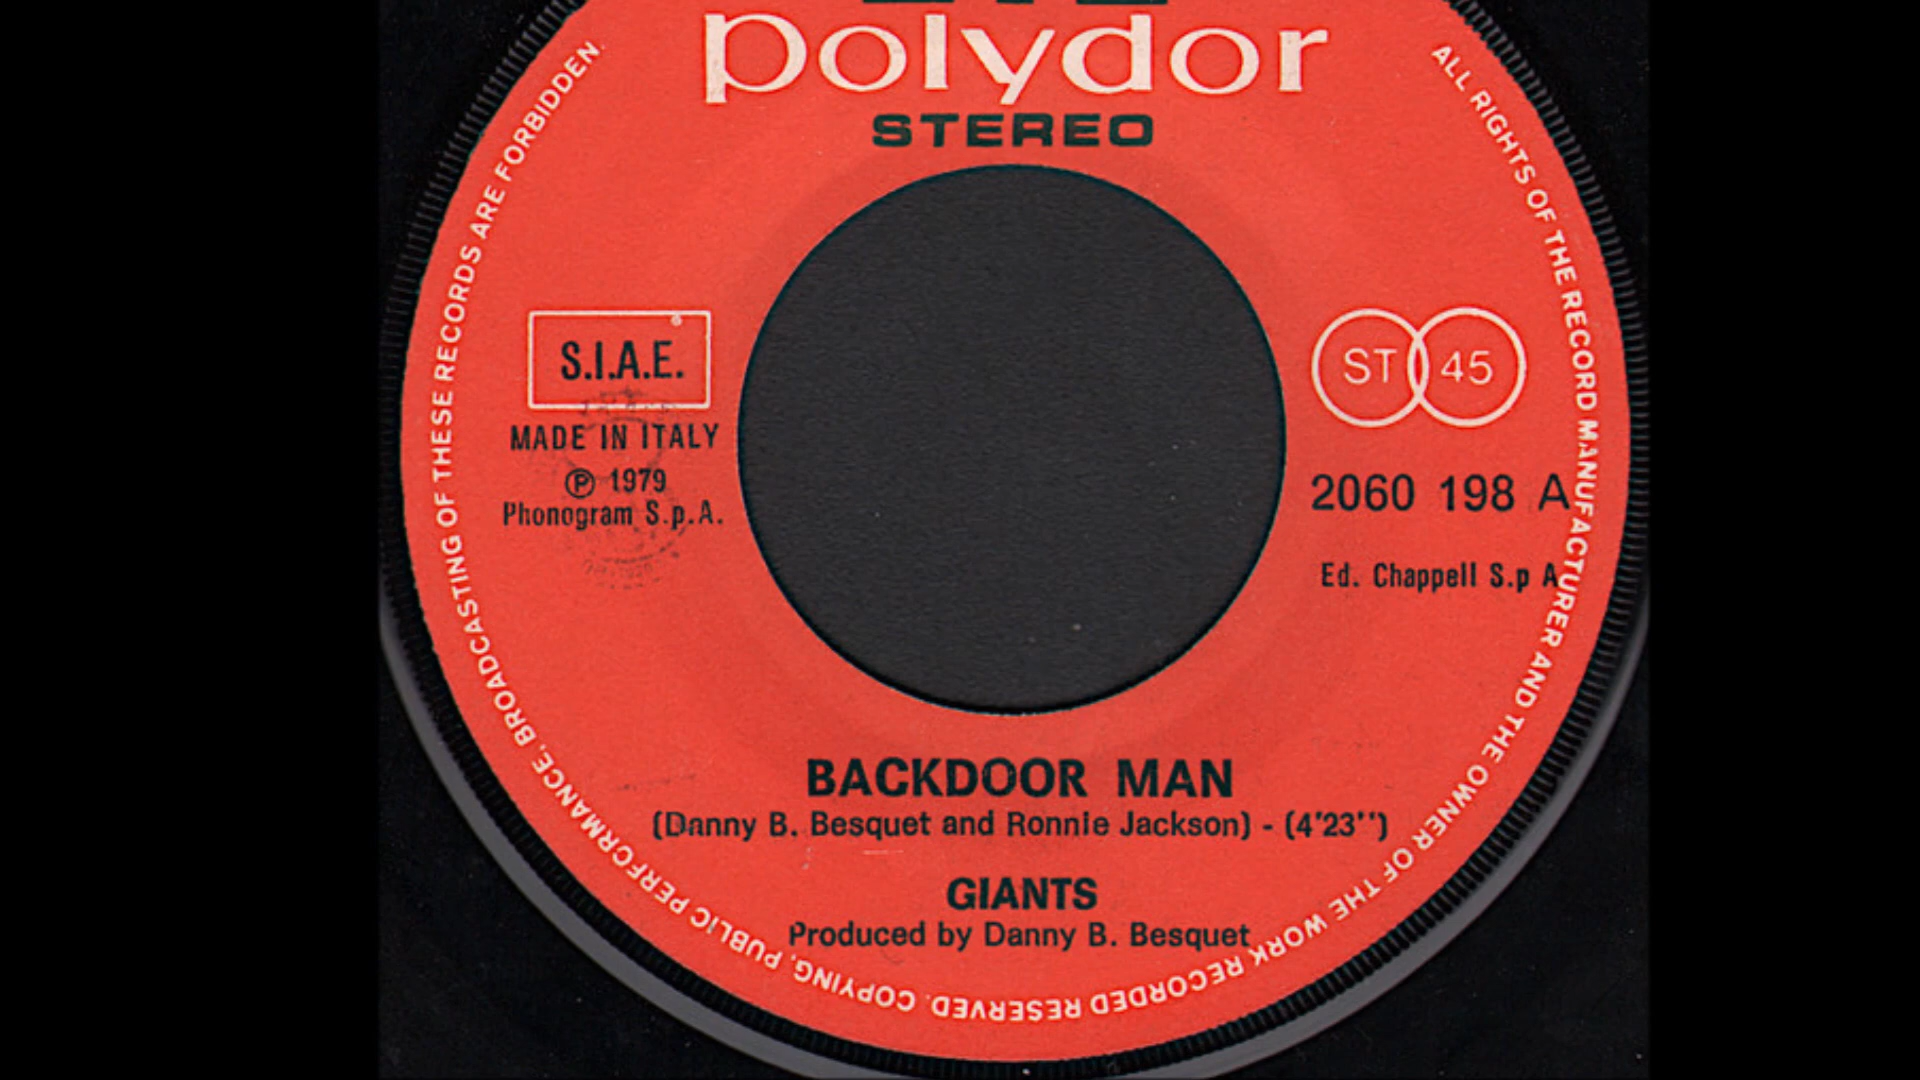 polydor
STEREO
S.I.A.E.
MADE IN ITALY
Ⓟ 1979
Phonogram S.p.A.
ST 45
2060 198 A
Ed. Chappell S.p A.
BACKDOOR MAN
(Danny B. Besquet and Ronnie Jackson) - (4'23'')
GIANTS
Produced by Danny B. Besquet
ALL RIGHTS OF THE RECORD MANUFACTURER AND THE OWNER OF THE WORK RECORDED RESERVED. COPYING, PUBLIC PERFORMANCE, BROADCASTING OF THESE RECORDS ARE FORBIDDEN.